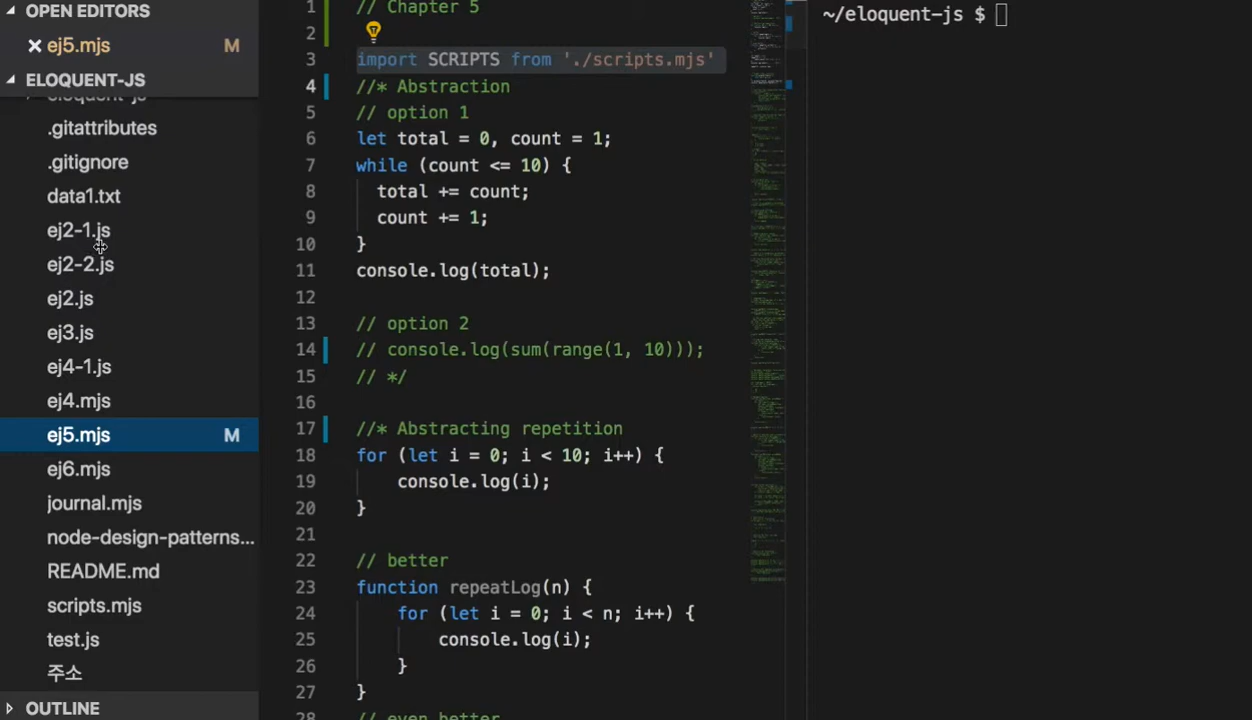 OPEN EDITORS
ej5.mjs M
ELOQUENT-JS
.gitattributes
.gitignore
data1.txt
ej2-1.js
ej2-2.js
ej2.js
ej3.js
ej4-1.js
ej4.mjs
ej5.mjs M
ej6.mjs
journal.mjs
node-design-patterns...
README.md
scripts.mjs
test.js
주소
OUTLINE
1 // Chapter 5
2
3 import SCRIPTS from './scripts.mjs'
4 //* Abstraction
5 // option 1
6 let total = 0, count = 1;
7 while (count <= 10) {
8 total += count;
9 count += 1;
10 }
11 console.log(total);
12
13 // option 2
14 // console.log(sum(range(1, 10)));
15 // */
16
17 //* Abstracting repetition
18 for (let i = 0; i < 10; i++) {
19 console.log(i);
20 }
21
22 // better
23 function repeatLog(n) {
24 for (let i = 0; i < n; i++) {
25 console.log(i);
26 }
27 }
28 // even better
~/eloquent-js $